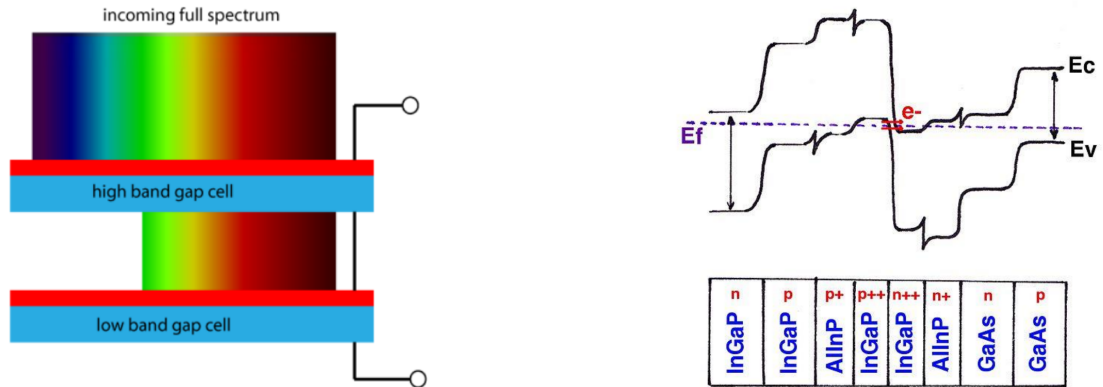 incoming full spectrum
high band gap cell
low band gap cell
Ec
e-
Ef
Ev
n p p+ p++ n++ n+ n p
InGaP InGaP AlInP InGaP InGaP AlInP GaAs GaAs